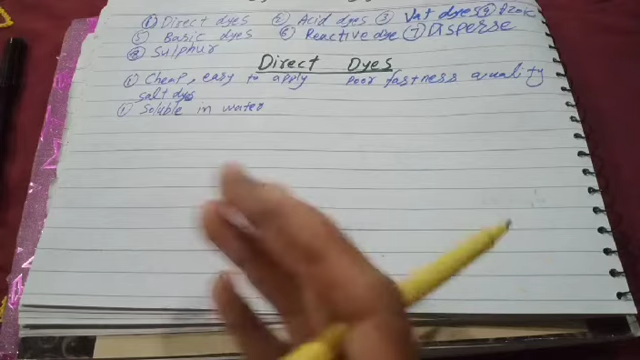 ① Direct dyes ② Acid dyes ③ Vat dyes ④ Azoic
⑤ Basic dyes ⑥ Reactive dye ⑦ Disperse
⑧ Sulphur
Direct Dyes
① Cheap, easy to apply poor fastness quality
salt dyes
① Soluble in water